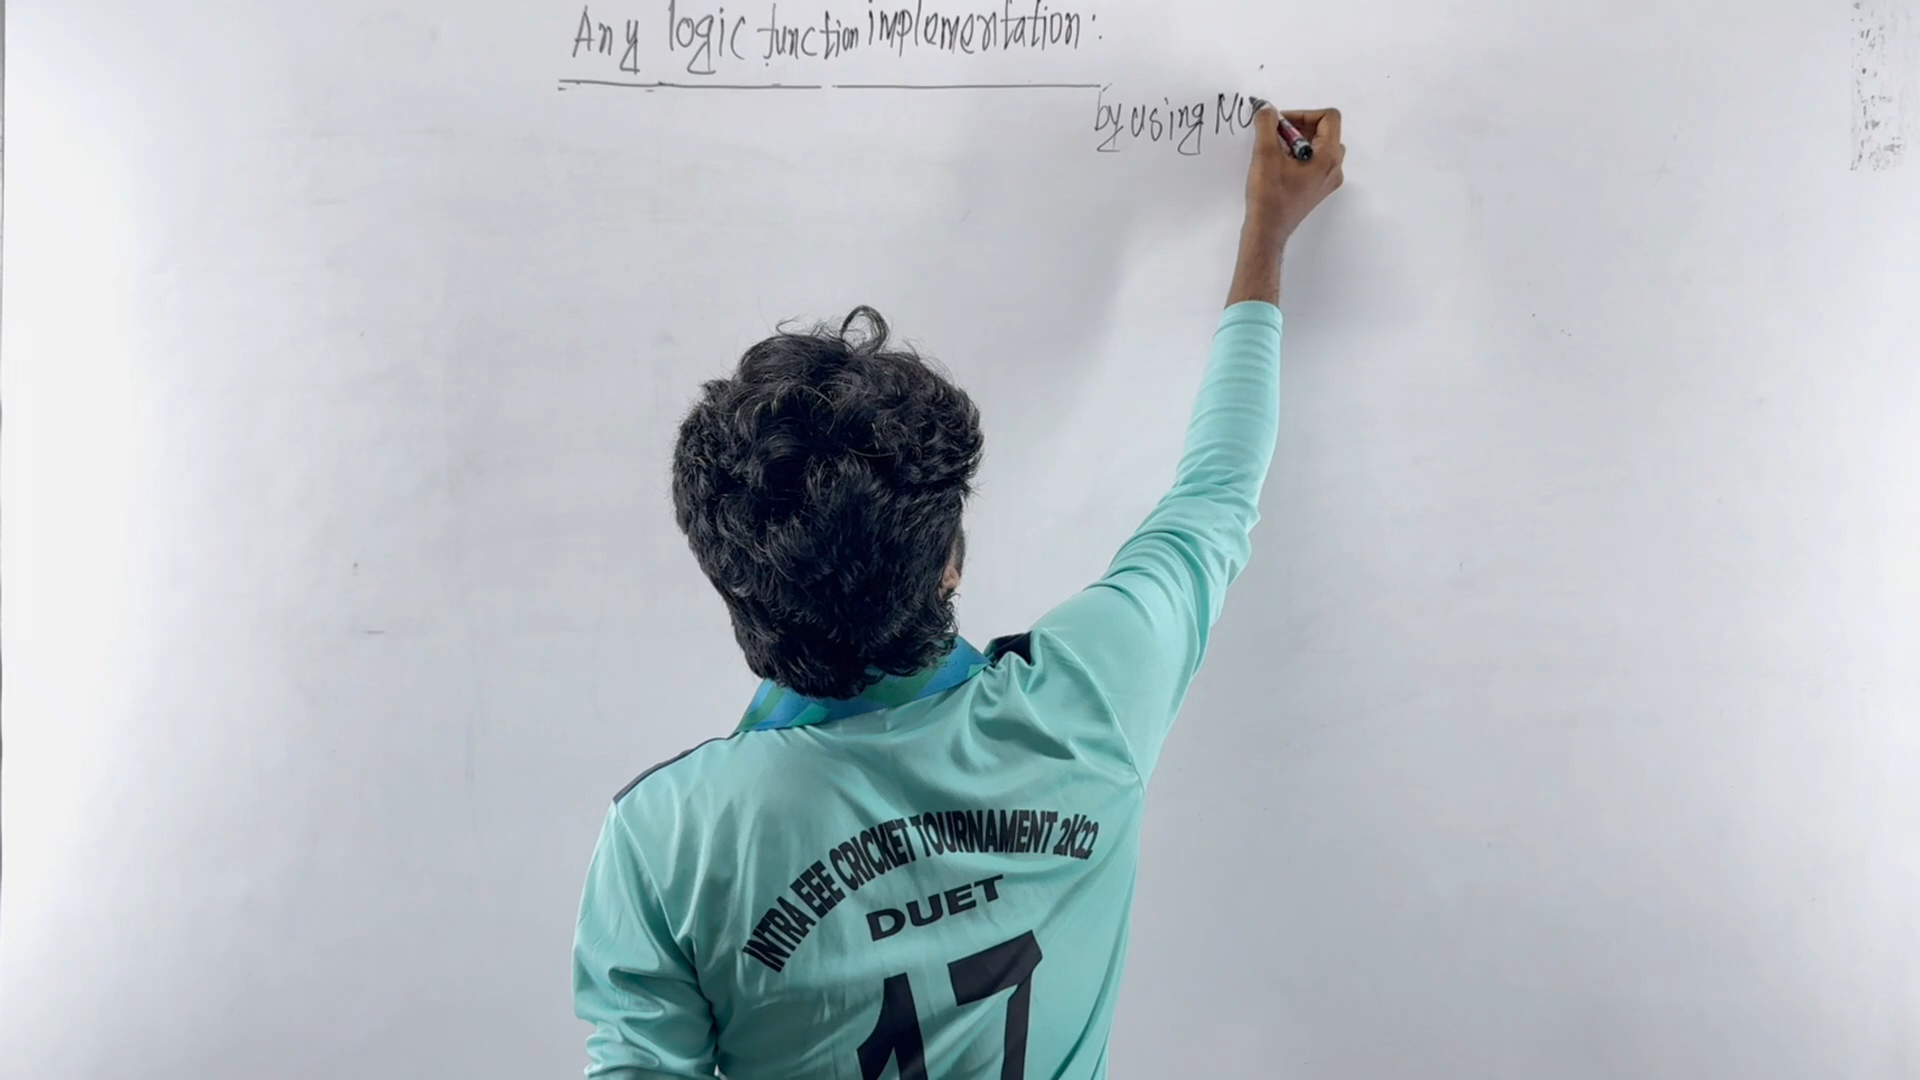 Any logic function implementation:
by using MU
INTRA EEE CRICKET TOURNAMENT 2K22
DUET
17